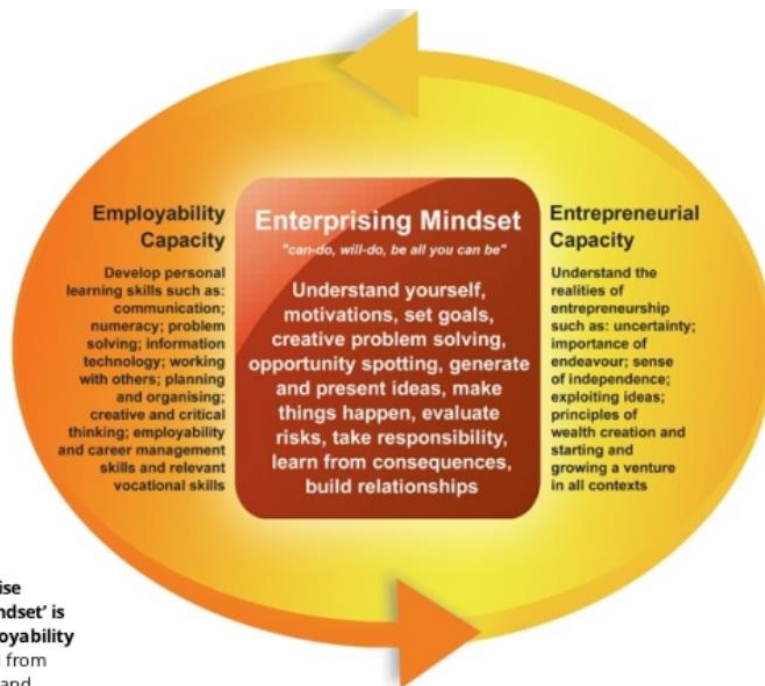 Employability
Capacity
Develop personal
learning skills such as:
communication;
numeracy; problem
solving; information
technology; working
with others; planning
and organising;
creative and critical
thinking; employability
and career management
skills and relevant
vocational skills
Enterprising Mindset
"can-do, will-do, be all you can be"
Understand yourself,
motivations, set goals,
creative problem solving,
opportunity spotting, generate
and present ideas, make
things happen, evaluate
risks, take responsibility,
learn from consequences,
build relationships
Entrepreneurial
Capacity
Understand the
realities of
entrepreneurship
such as: uncertainty;
importance of
endeavour; sense
of independence;
exploiting ideas;
principles of
wealth creation and
starting and
growing a venture
in all contexts
ise
ndset' is
oyability
from
and